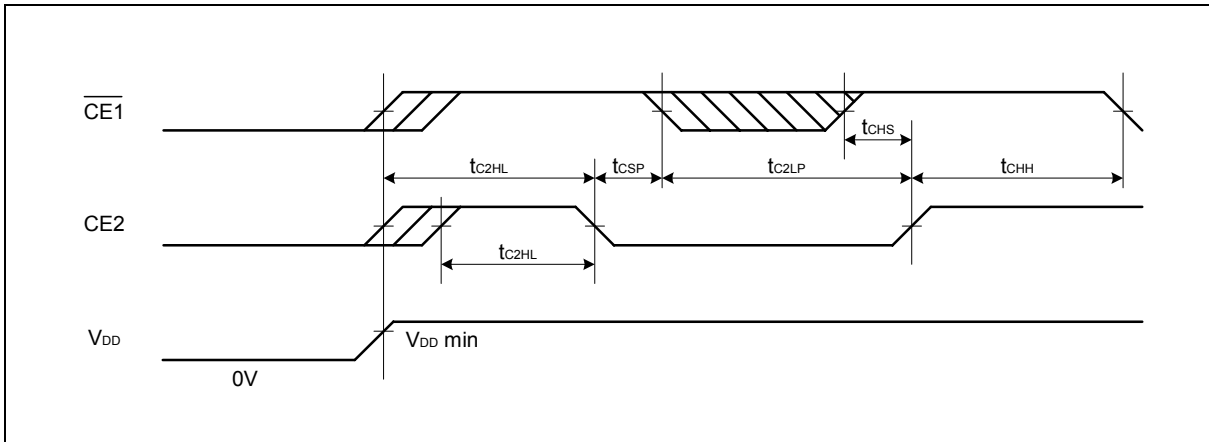 CE1
tCHS
tC2HL
tCSP
tC2LP
tCHH
CE2
tC2HL
VDD
VDD min
0V